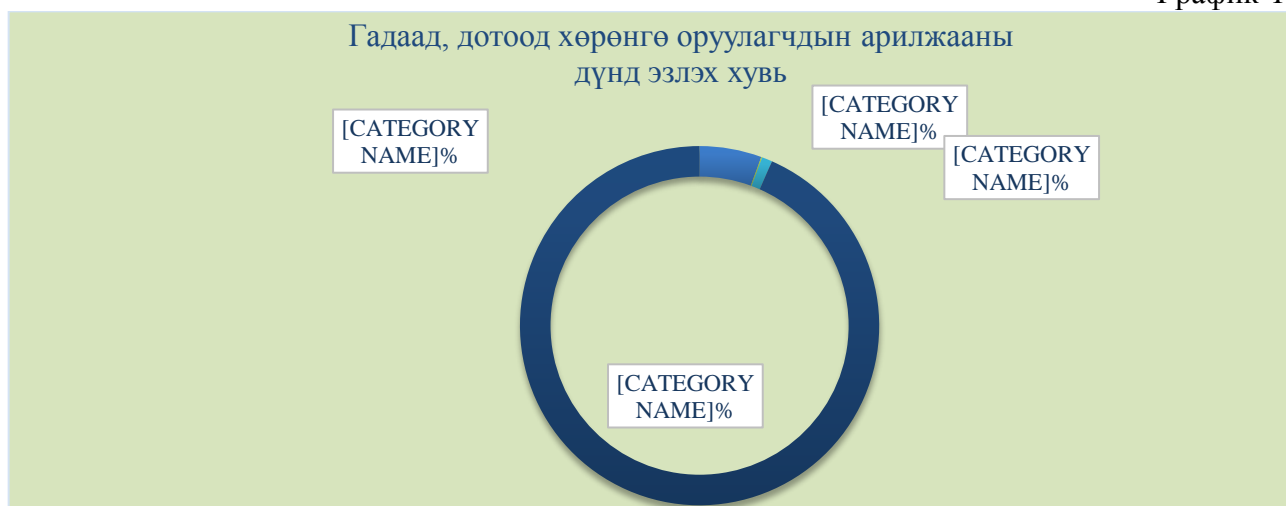 Гадаад, дотоод хөрөнгө оруулагчдын арилжааны
дүнд эзлэх хувь
[CATEGORY
NAME]%
[CATEGORY
NAME]%
[CATEGORY
NAME]%
[CATEGORY
NAME]%